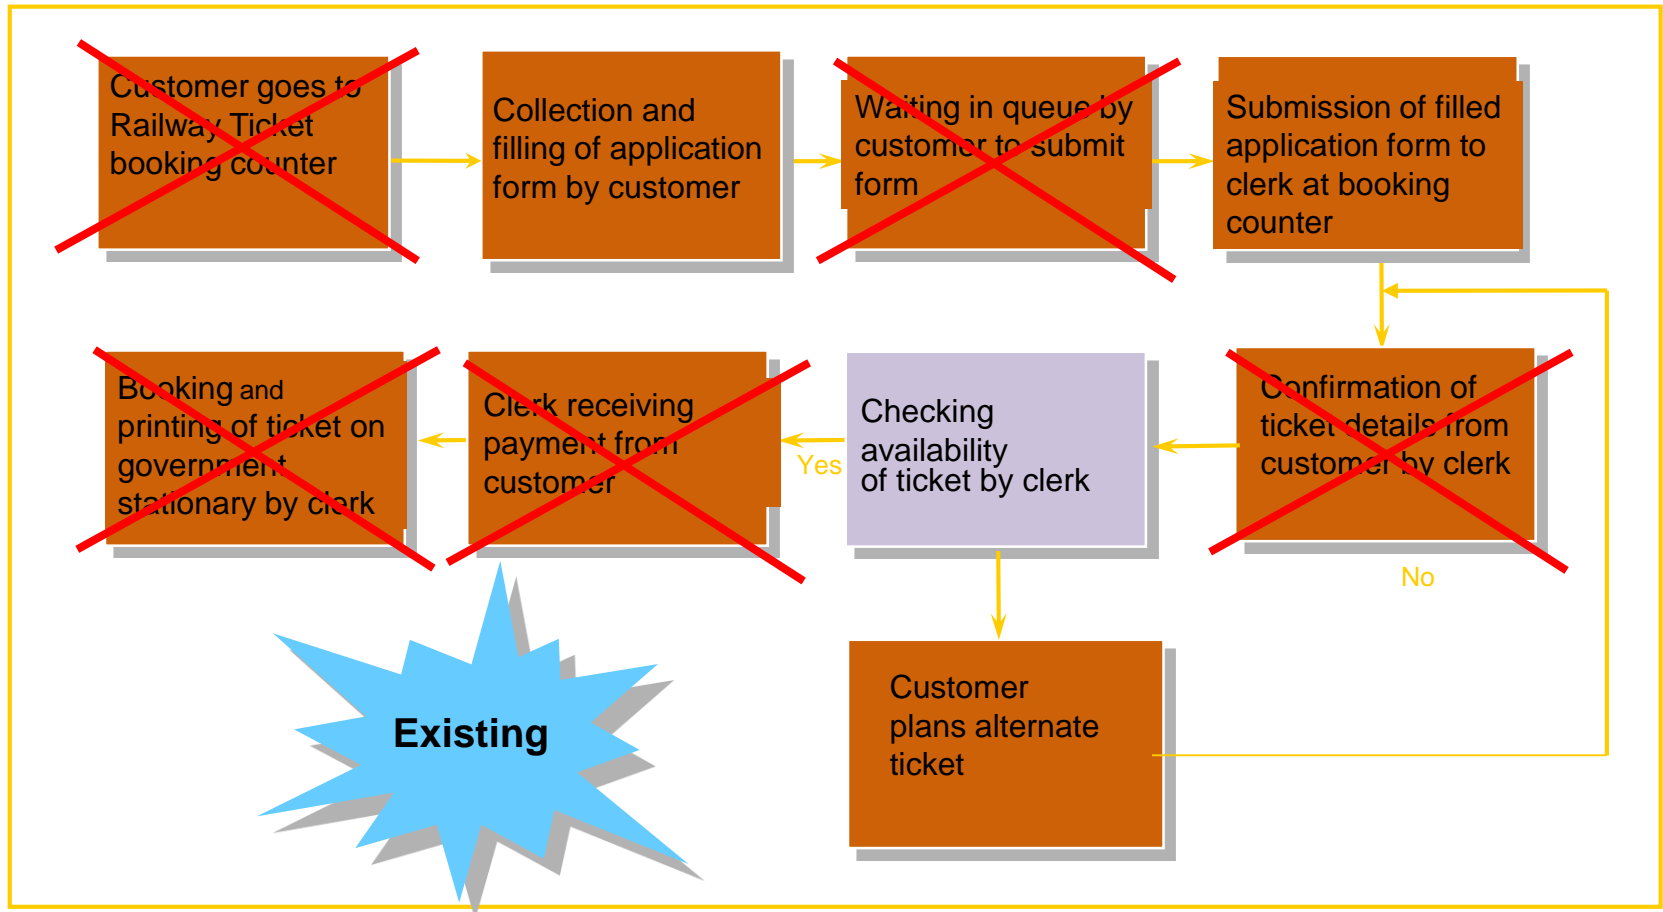 Customer goes to
Railway Ticket
booking counter
Collection and
filling of application
form by customer
Waiting in queue by
customer to submit
form
Submission of filled
application form to
clerk at booking
counter
Confirmation of
ticket details from
customer by clerk
No
Checking
availability
of ticket by clerk
Yes
Clerk receiving
payment from
customer
Booking and
printing of ticket on
government
stationary by clerk
Customer
plans alternate
ticket
Existing